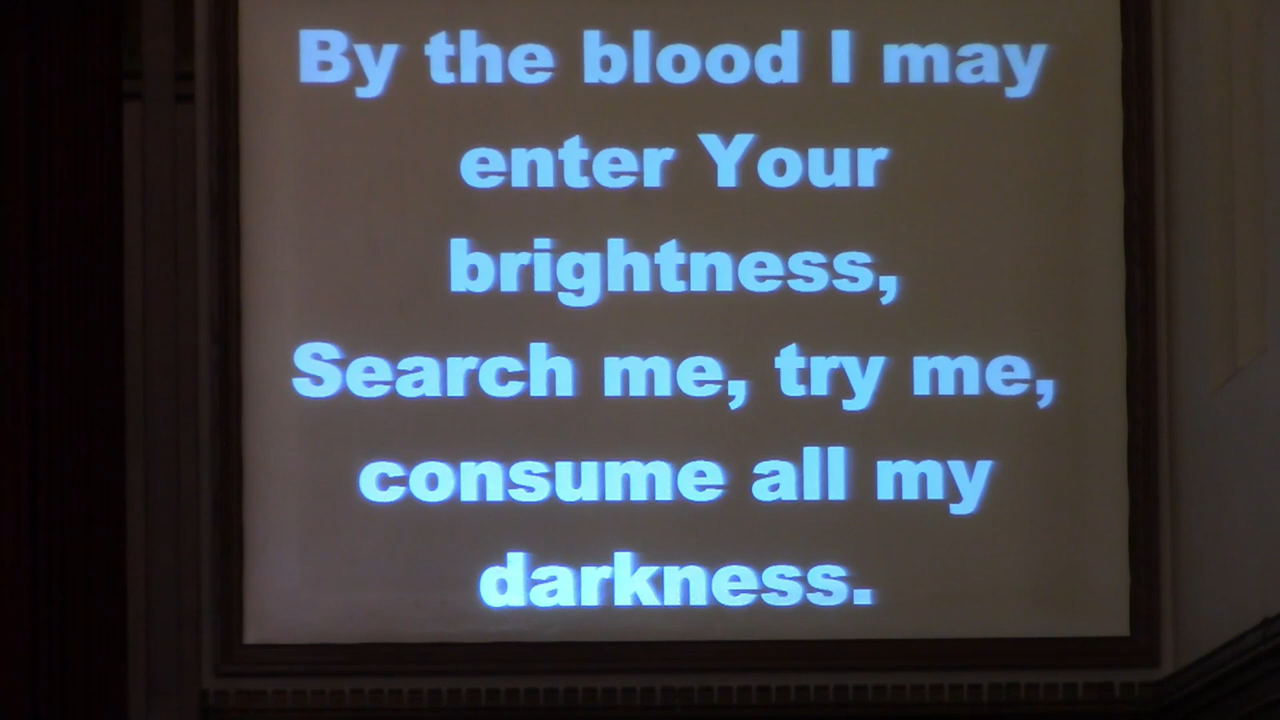 By the blood I may
enter Your
brightness,
Search me, try me,
consume all my
darkness.